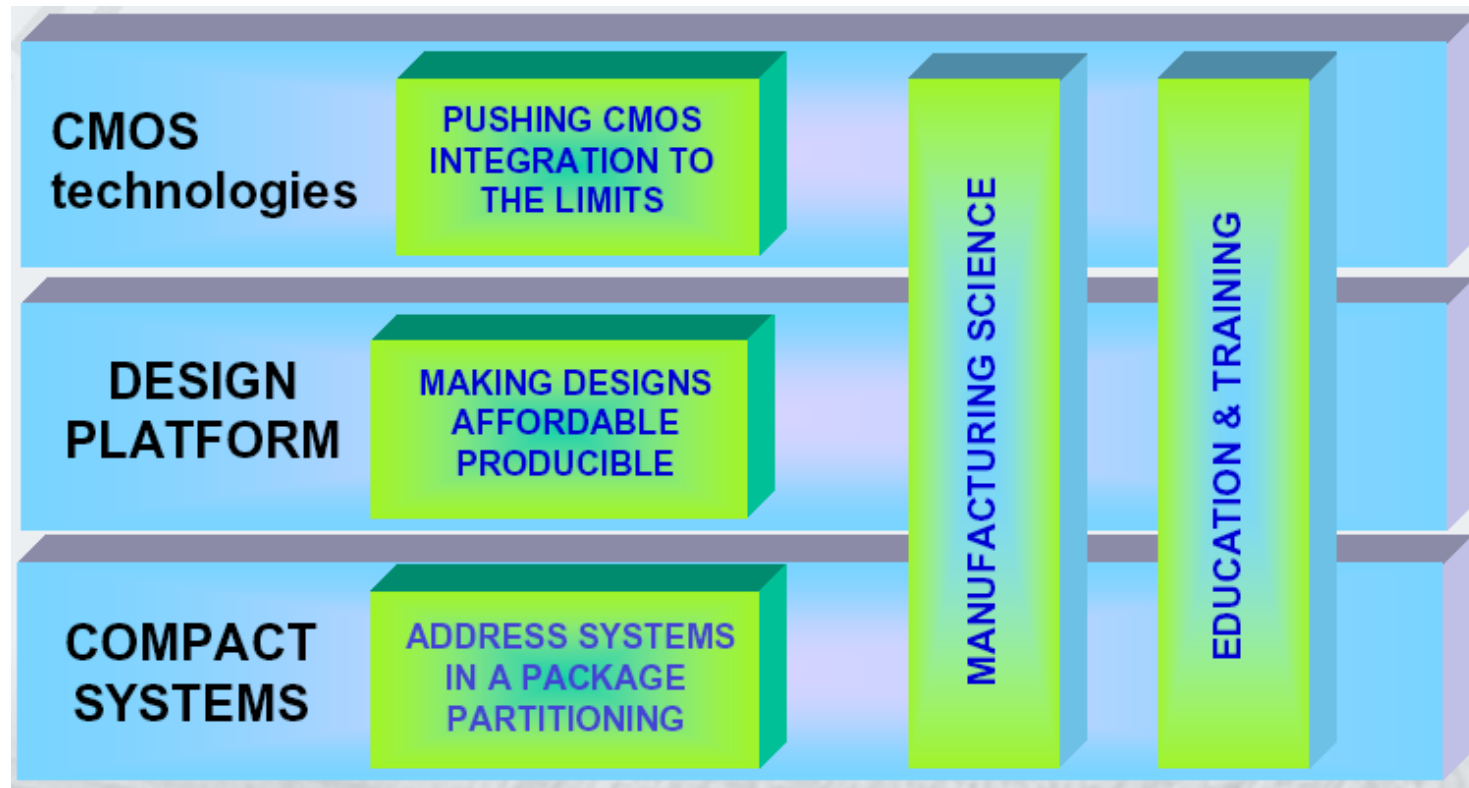 CMOS
technologies
PUSHING CMOS
INTEGRATION TO
THE LIMITS
DESIGN
PLATFORM
MAKING DESIGNS
AFFORDABLE
PRODUCIBLE
COMPACT
SYSTEMS
ADDRESS SYSTEMS
IN A PACKAGE
PARTITIONING
MANUFACTURING SCIENCE
EDUCATION & TRAINING